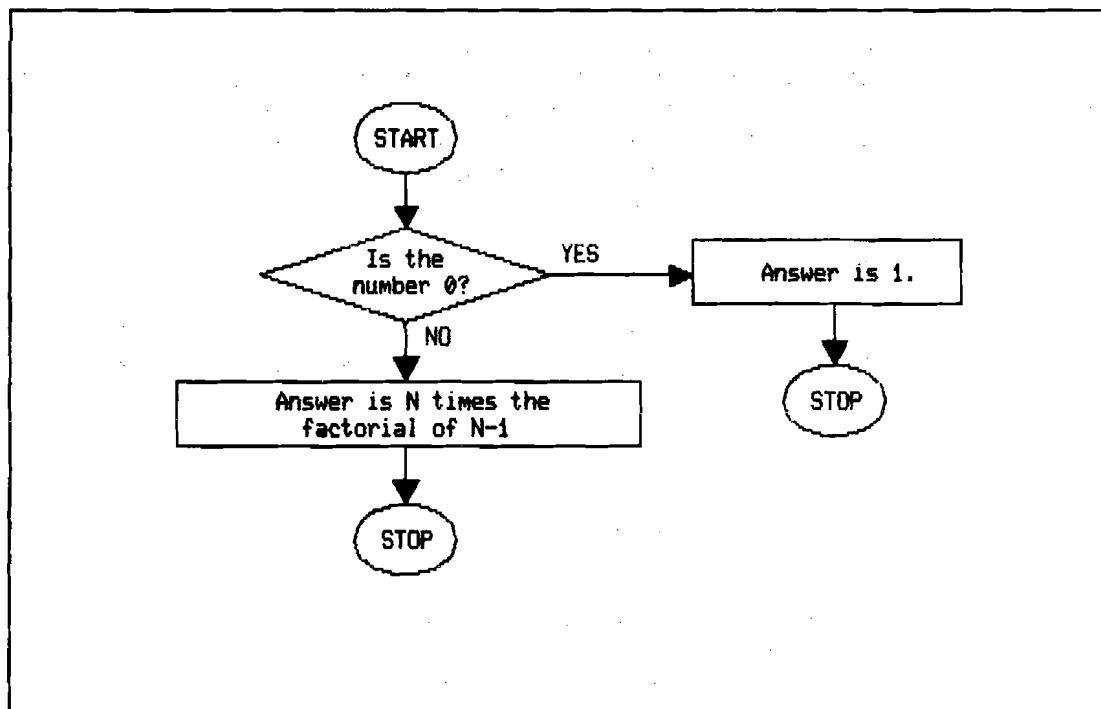 START
Is the
number 0?
YES
Answer is 1.
NO
STOP
Answer is N times the
factorial of N-1
STOP